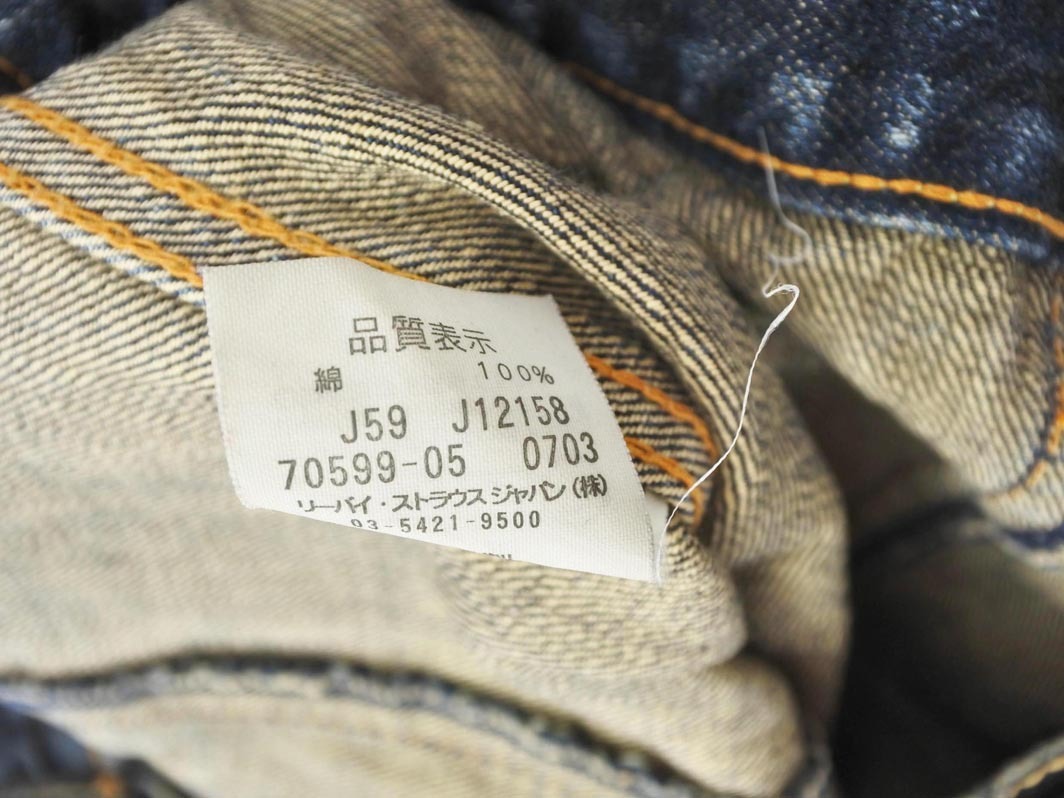 品質表示
綿 100%
J59 J12158
70599-05 0703
リーバイ・ストラウス ジャパン(株)
93-5421-9500